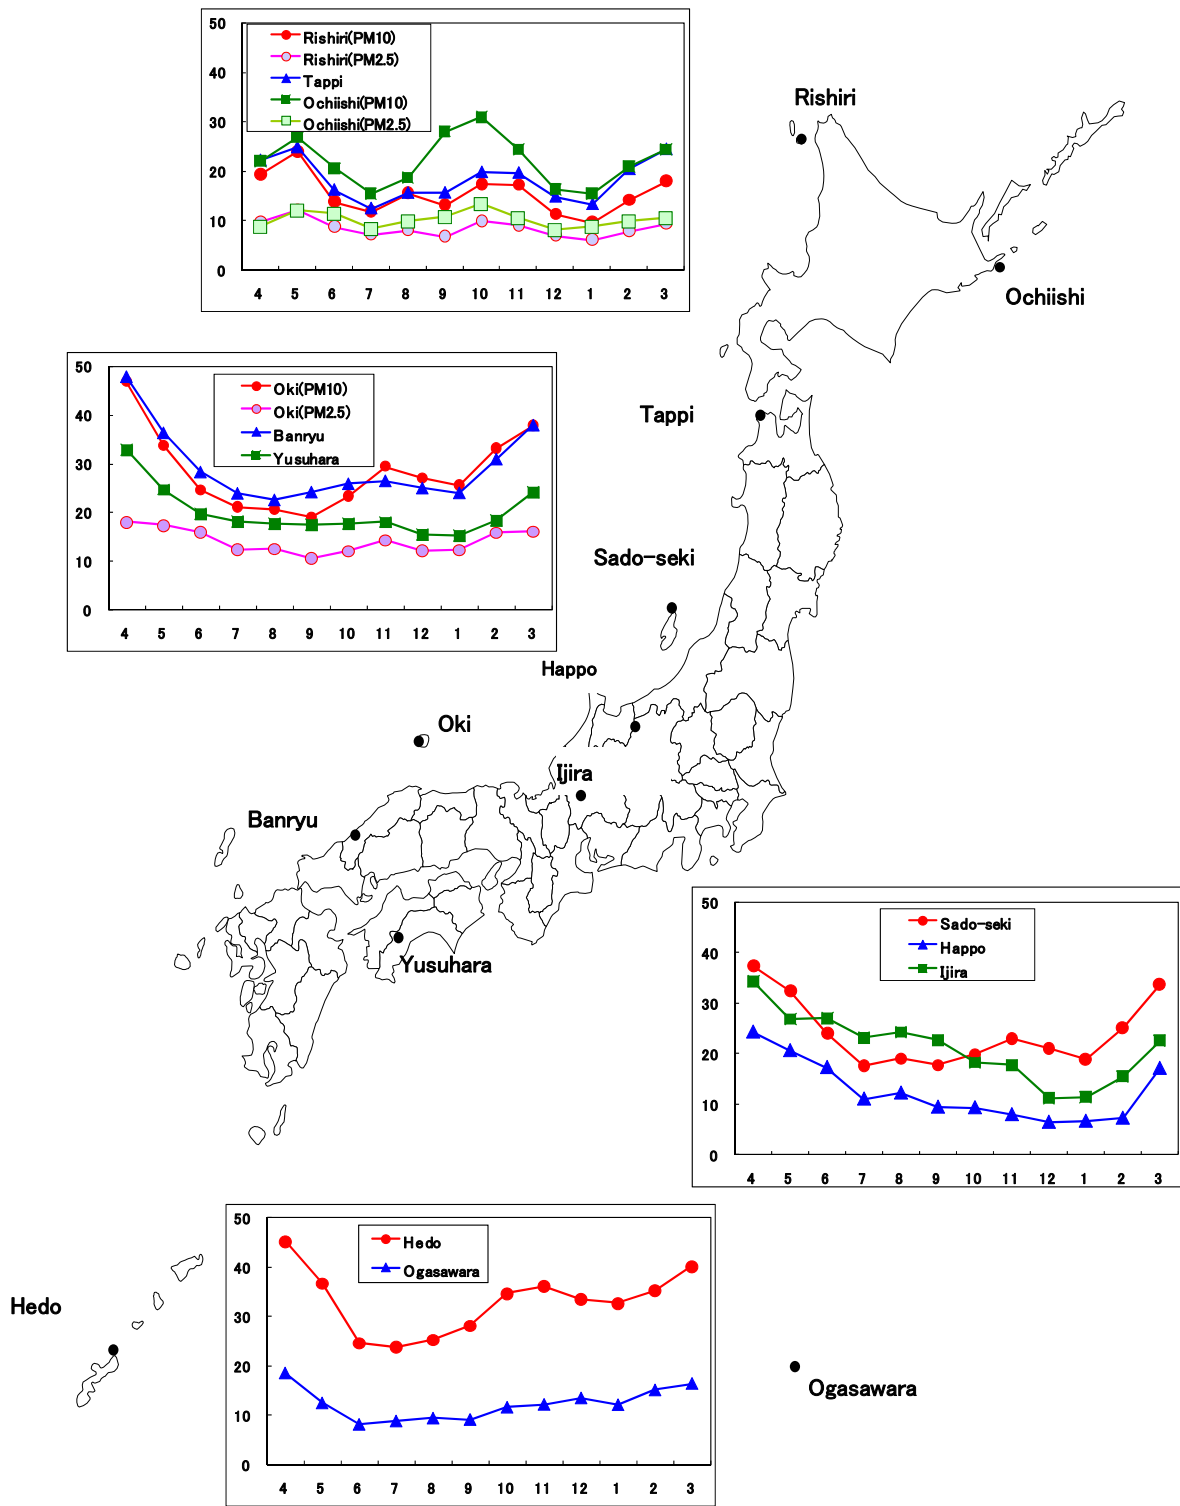 50
40
30
20
10
0
Rishiri(PM10)
Rishiri(PM2.5)
Tappi
Ochiishi(PM10)
Ochiishi(PM2.5)
4 5 6 7 8 9 10 11 12 1 2 3
Rishiri
Ochiishi
50
40
30
20
10
0
Oki(PM10)
Oki(PM2.5)
Banryu
Yusuhara
4 5 6 7 8 9 10 11 12 1 2 3
Tappi
Sado-seki
Happo
Oki
Ijira
Banryu
Yusuhara
50
40
30
20
10
0
Sado-seki
Happo
Ijira
4 5 6 7 8 9 10 11 12 1 2 3
50
40
30
20
10
0
Hedo
Ogasawara
4 5 6 7 8 9 10 11 12 1 2 3
Hedo
Ogasawara